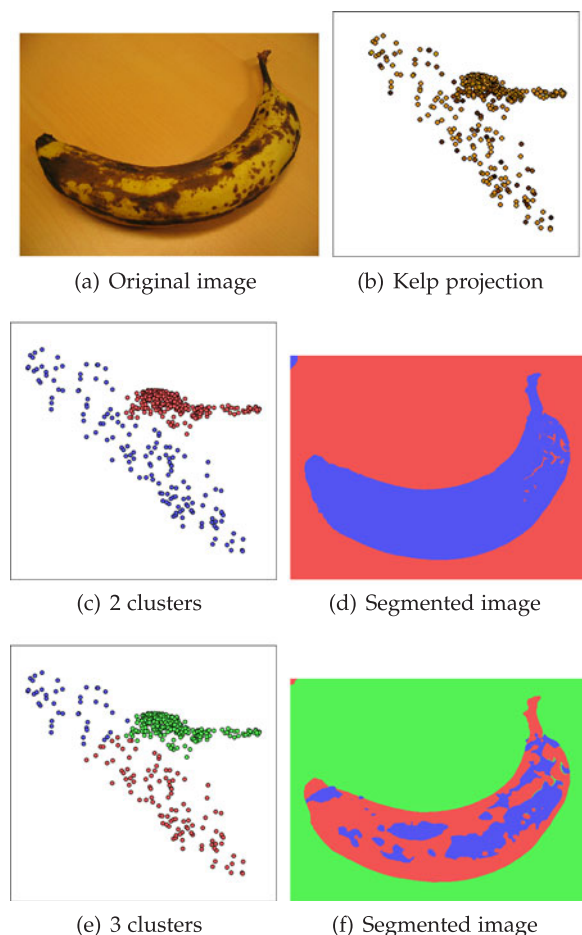 (a) Original image
(b) Kelp projection
(c) 2 clusters
(d) Segmented image
(e) 3 clusters
(f) Segmented image